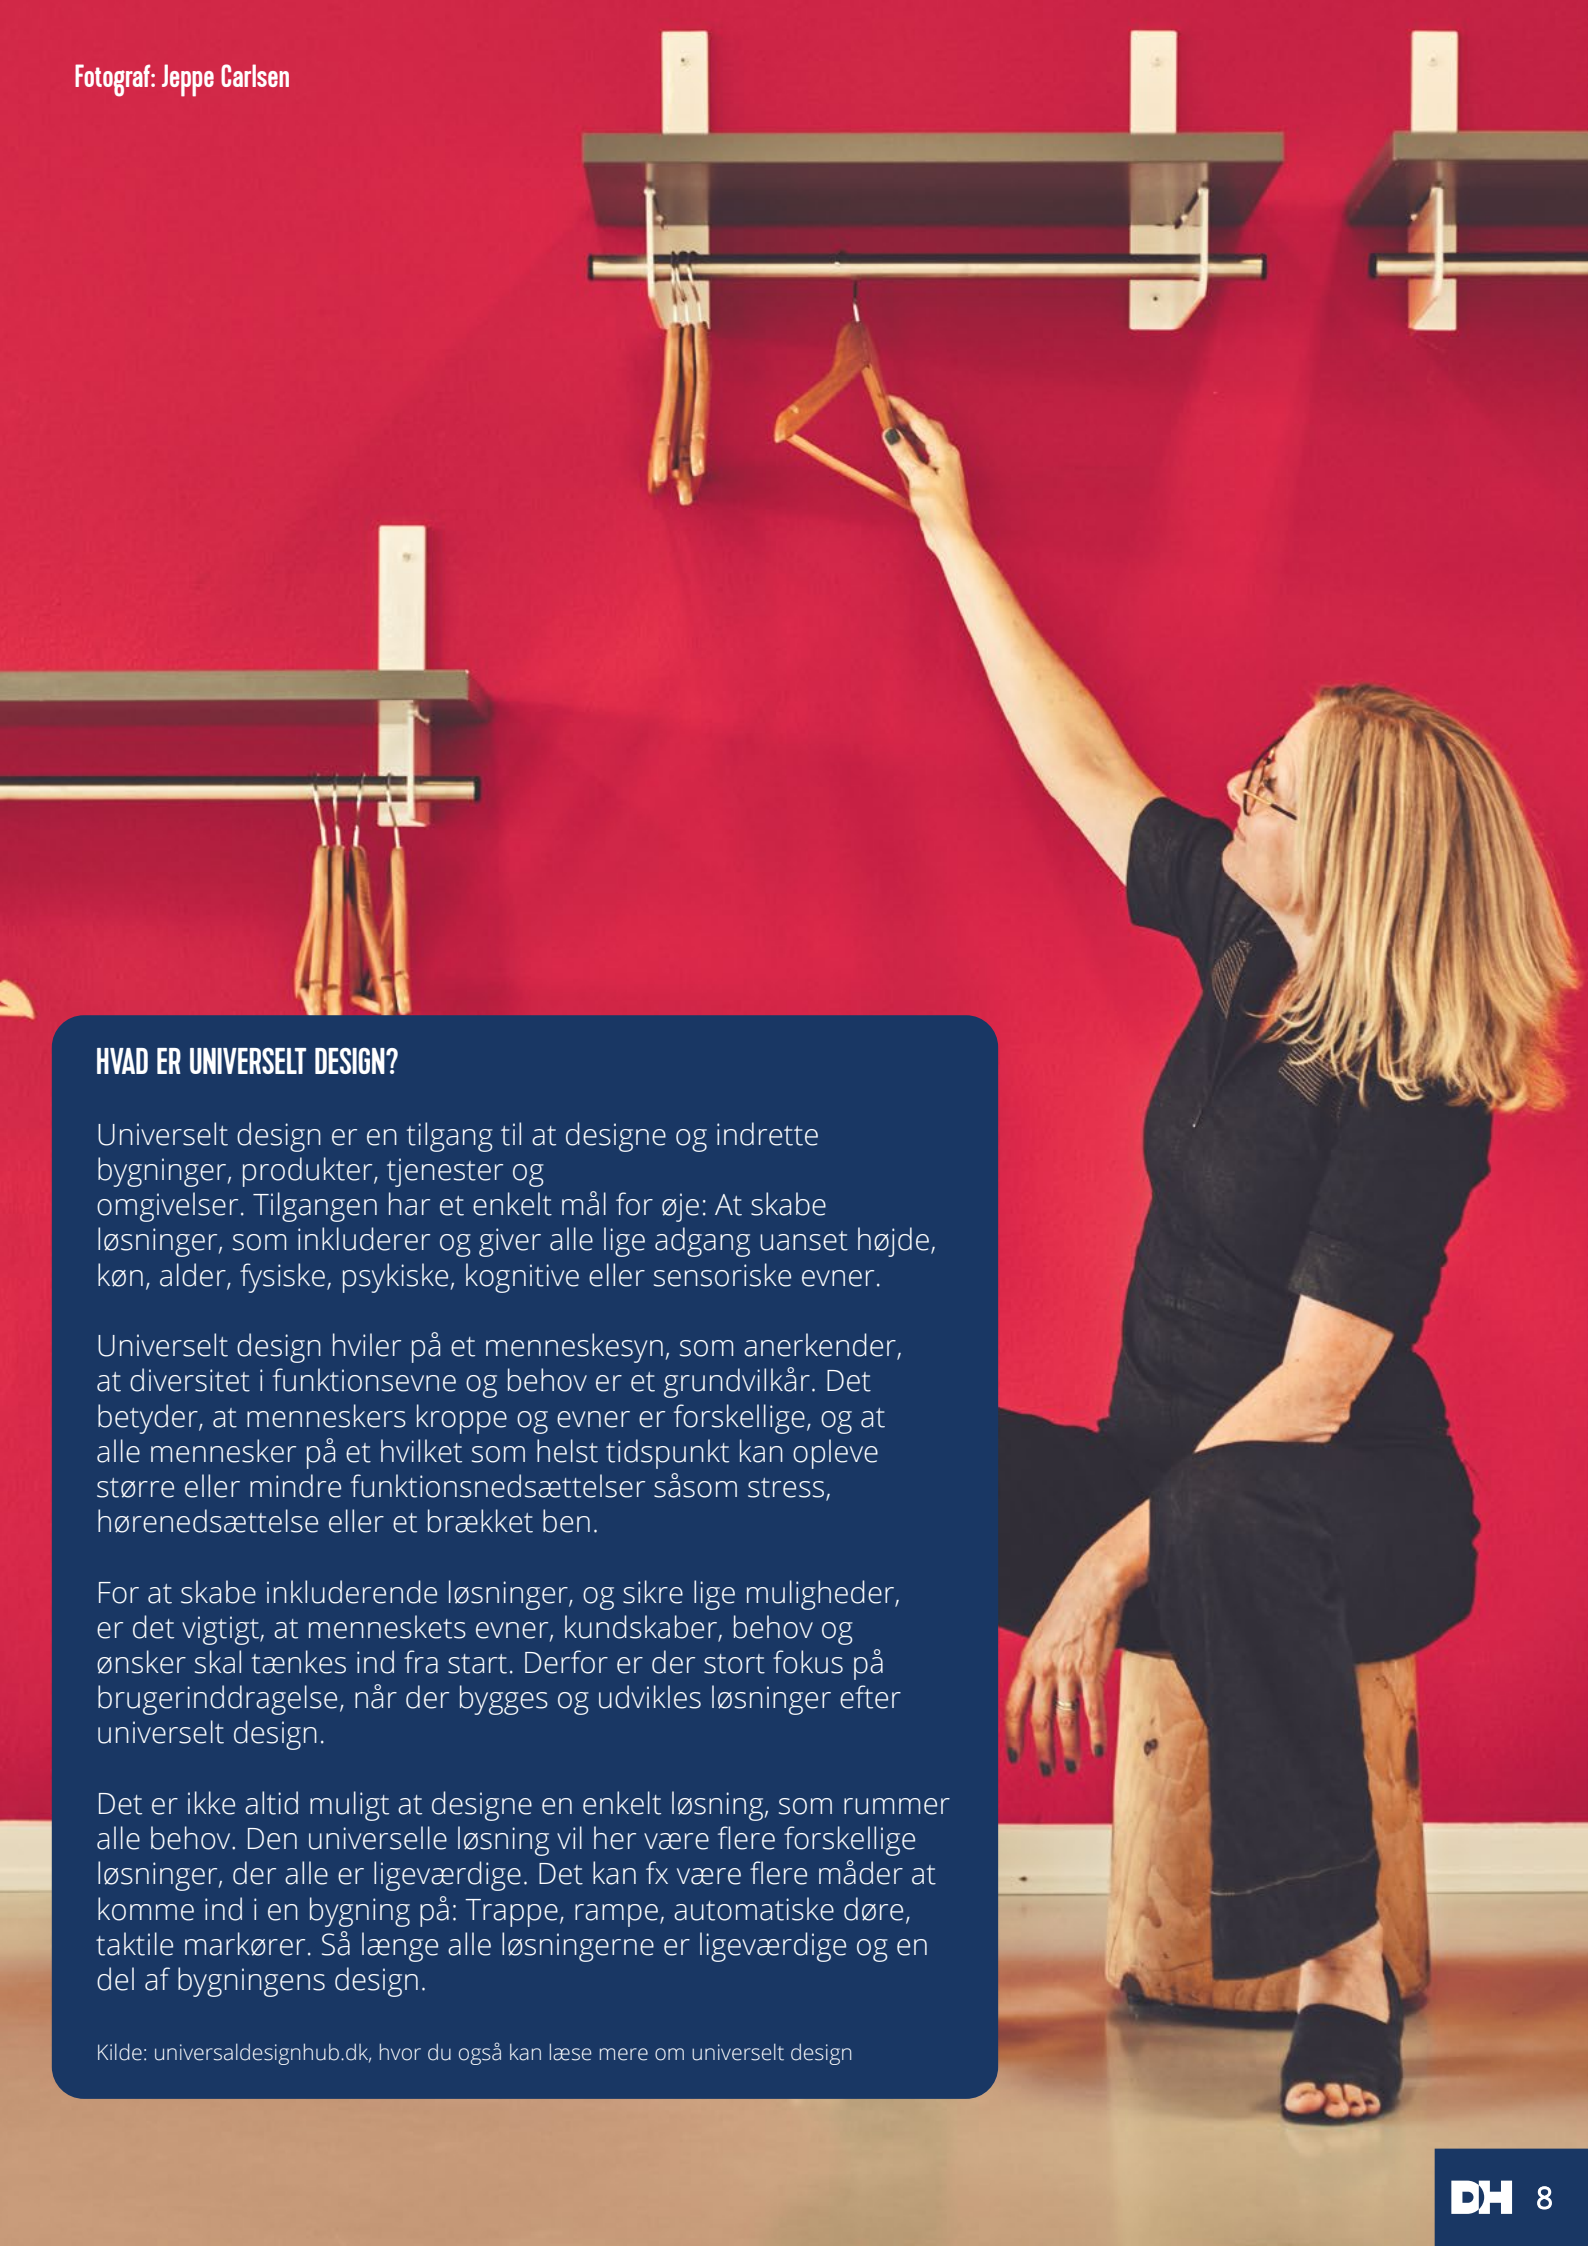 Fotograf: Jeppe Carlsen
HVAD ER UNIVERSELT DESIGN?
Universelt design er en tilgang til at designe og indrette
bygninger, produkter, tjenester og
omgivelser. Tilgangen har et enkelt mål for øje: At skabe
løsninger, som inkluderer og giver alle lige adgang uanset højde,
køn, alder, fysiske, psykiske, kognitive eller sensoriske evner.
Universelt design hviler på et menneskesyn, som anerkender,
at diversitet i funktionsevne og behov er et grundvilkår. Det
betyder, at menneskers kroppe og evner er forskellige, og at
alle mennesker på et hvilket som helst tidspunkt kan opleve
større eller mindre funktionsnedsættelser såsom stress,
hørenedsættelse eller et brækket ben.
For at skabe inkluderende løsninger, og sikre lige muligheder,
er det vigtigt, at menneskets evner, kundskaber, behov og
ønsker skal tænkes ind fra start. Derfor er der stort fokus på
brugerinddragelse, når der bygges og udvikles løsninger efter
universelt design.
Det er ikke altid muligt at designe en enkelt løsning, som rummer
alle behov. Den universelle løsning vil her være flere forskellige
løsninger, der alle er ligeværdige. Det kan fx være flere måder at
komme ind i en bygning på: Trappe, rampe, automatiske døre,
taktile markører. Så længe alle løsningerne er ligeværdige og en
del af bygningens design.
Kilde: universaldesignhub.dk, hvor du også kan læse mere om universelt design
DH 8